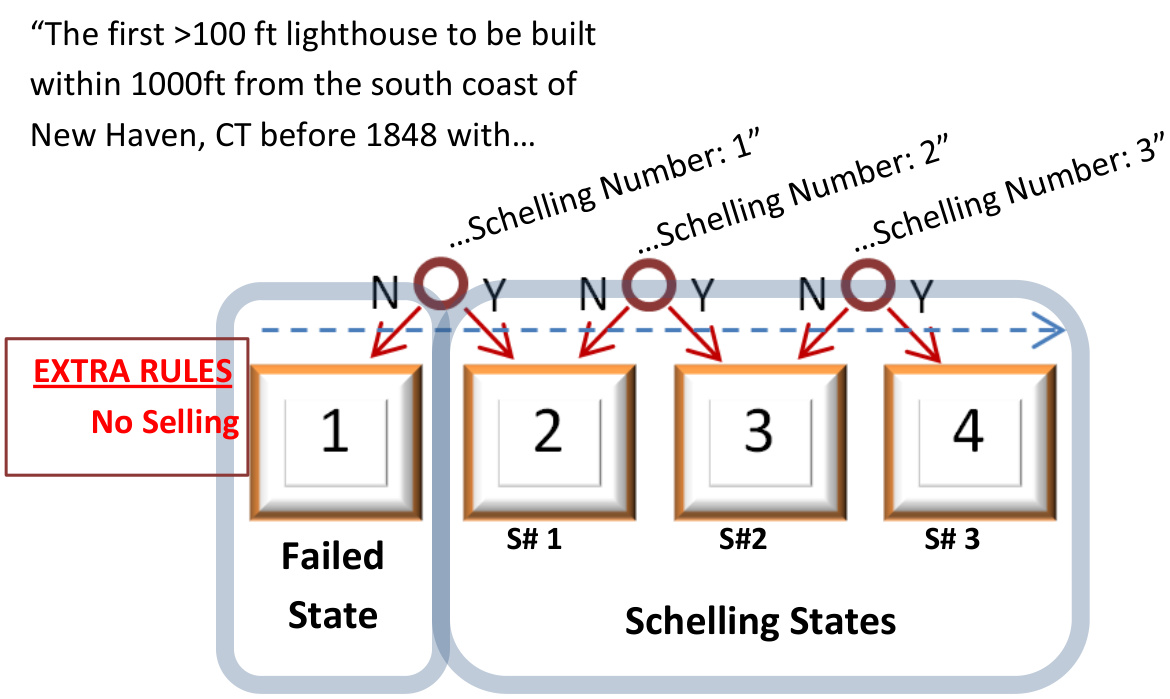 “The first >100 ft lighthouse to be built
within 1000ft from the south coast of
New Haven, CT before 1848 with…
…Schelling Number: 1”
…Schelling Number: 2”
…Schelling Number: 3”
N Y N Y N Y
EXTRA RULES
No Selling
1 2 3 4
S# 1 S#2 S# 3
Failed
State
Schelling States